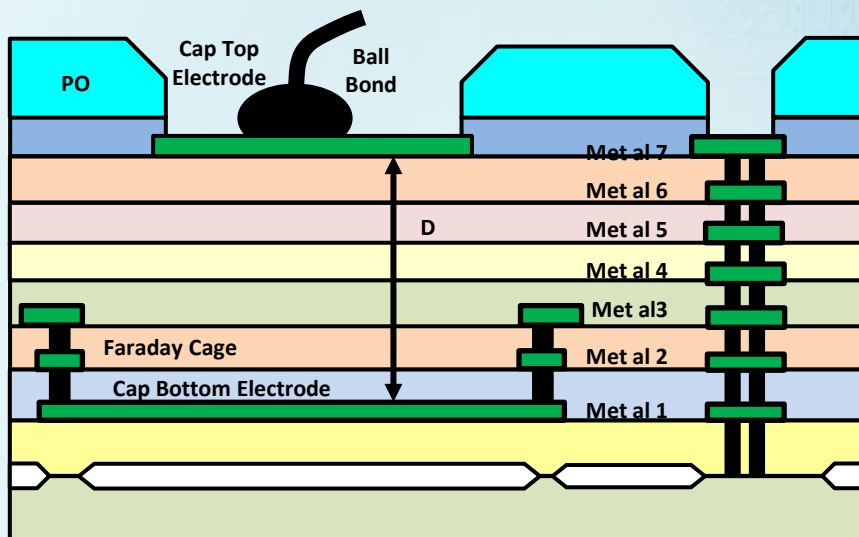 Cap Top
Electrode
Ball
Bond
PO
Met al 7
Met al 6
D
Met al 5
Met al 4
Met al3
Faraday Cage
Met al 2
Cap Bottom Electrode
Met al 1